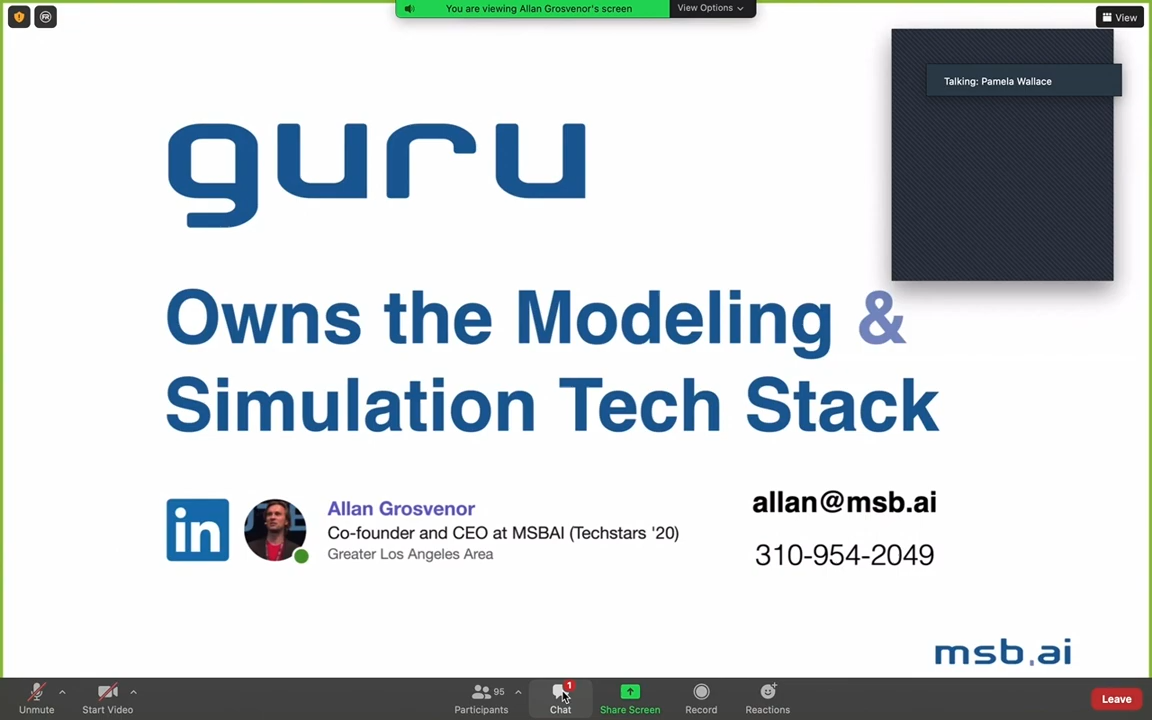 You are viewing Allan Grosvenor's screen
View Options
View
Talking: Pamela Wallace
guru
Owns the Modeling &
Simulation Tech Stack
in
Allan Grosvenor
Co-founder and CEO at MSBAI (Techstars '20)
Greater Los Angeles Area
allan@msb.ai
310-954-2049
msb.ai
Unmute
Start Video
95
Participants
1
Chat
Share Screen
Record
Reactions
Leave